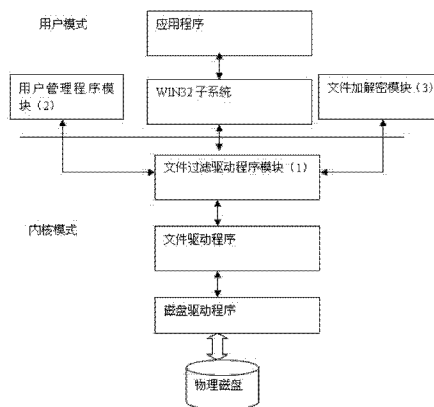 用户模式
应用程序
用户管理程序模
块（2）
WIN32子系统
文件加解密模块（3）
文件过滤驱动程序模块（1）
内核模式
文件驱动程序
磁盘驱动程序
物理磁盘